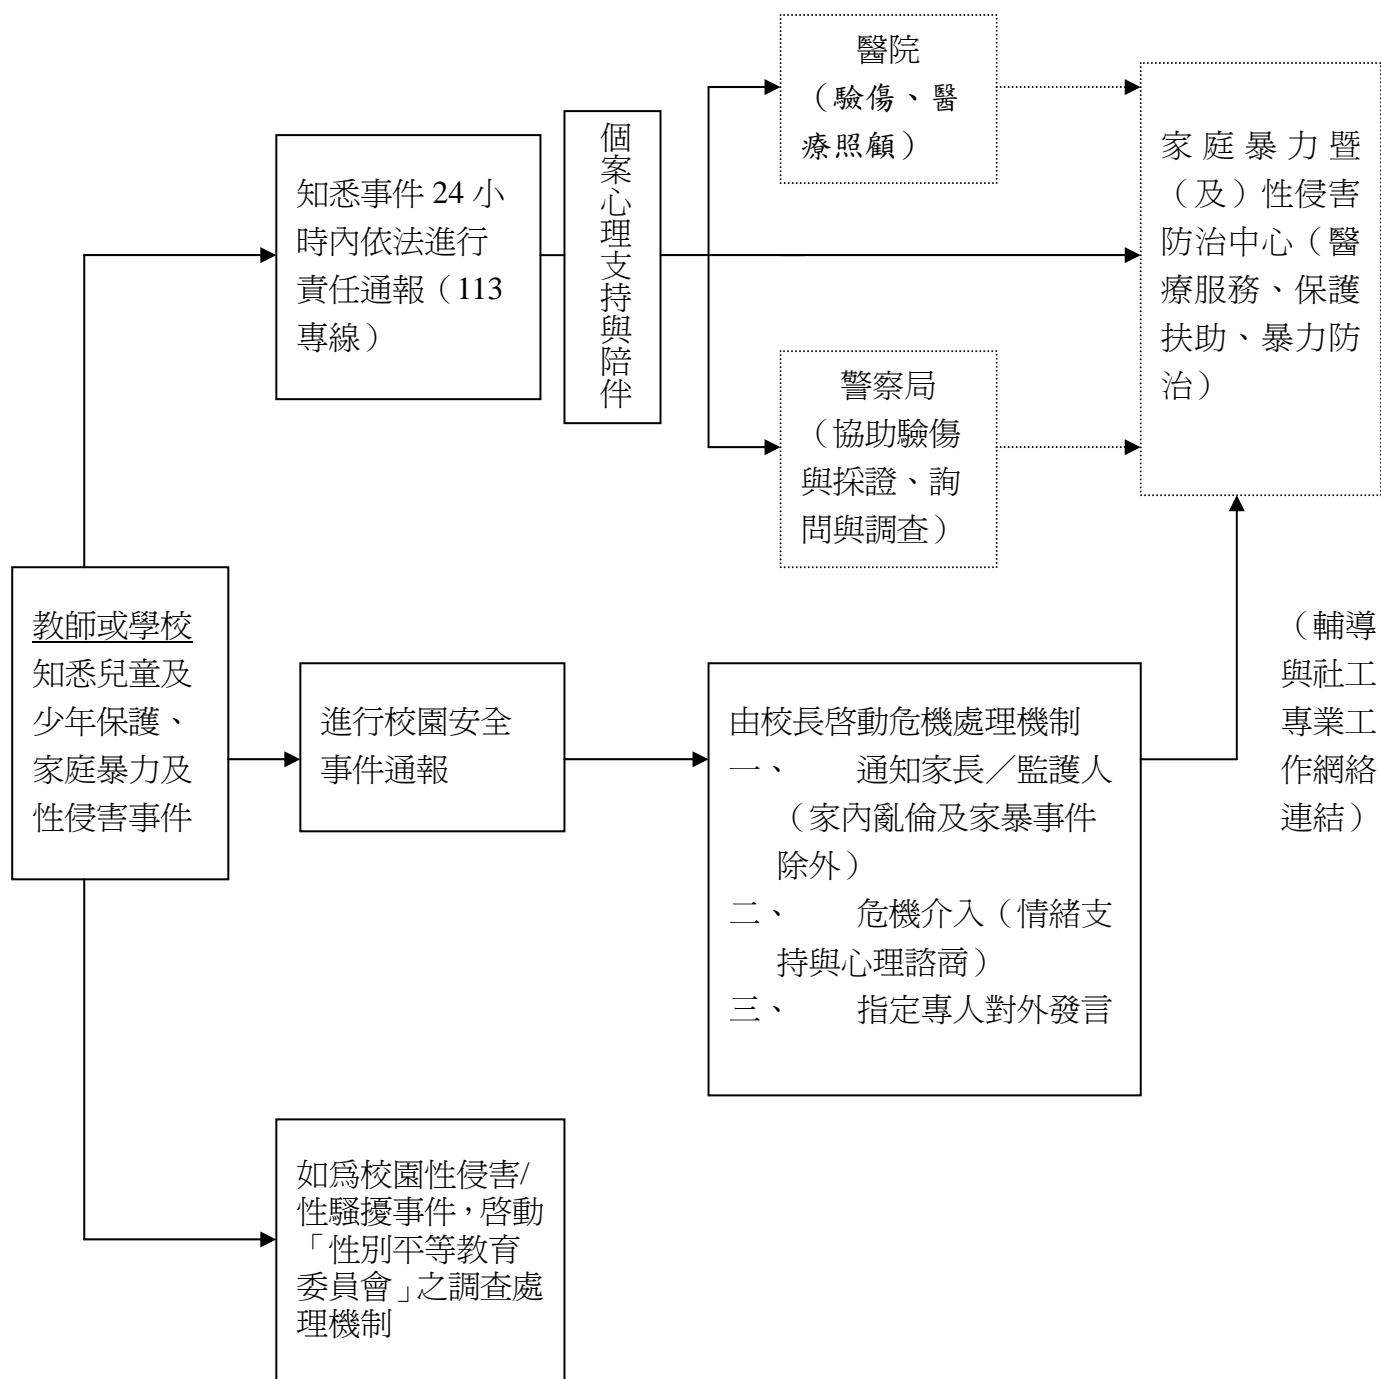 醫院
（驗傷、醫
療照顧）
家庭暴力暨
（及）性侵害
防治中心（醫
療服務、保護
扶助、暴力防
治）
個案心理支持與陪伴
知悉事件 24 小
時內依法進行
責任通報（113
專線）
警察局
（協助驗傷
與採證、詢
問與調查）
教師或學校
知悉兒童及
少年保護、
家庭暴力及
性侵害事件
進行校園安全
事件通報
由校長啓動危機處理機制
一、 通知家長／監護人
（家內亂倫及家暴事件
除外）
二、 危機介入（情緒支
持與心理諮商）
三、 指定專人對外發言
（輔導
與社工
專業工
作網絡
連結）
如爲校園性侵害/
性騷擾事件，啓動
「性別平等教育
委員會」之調查處
理機制